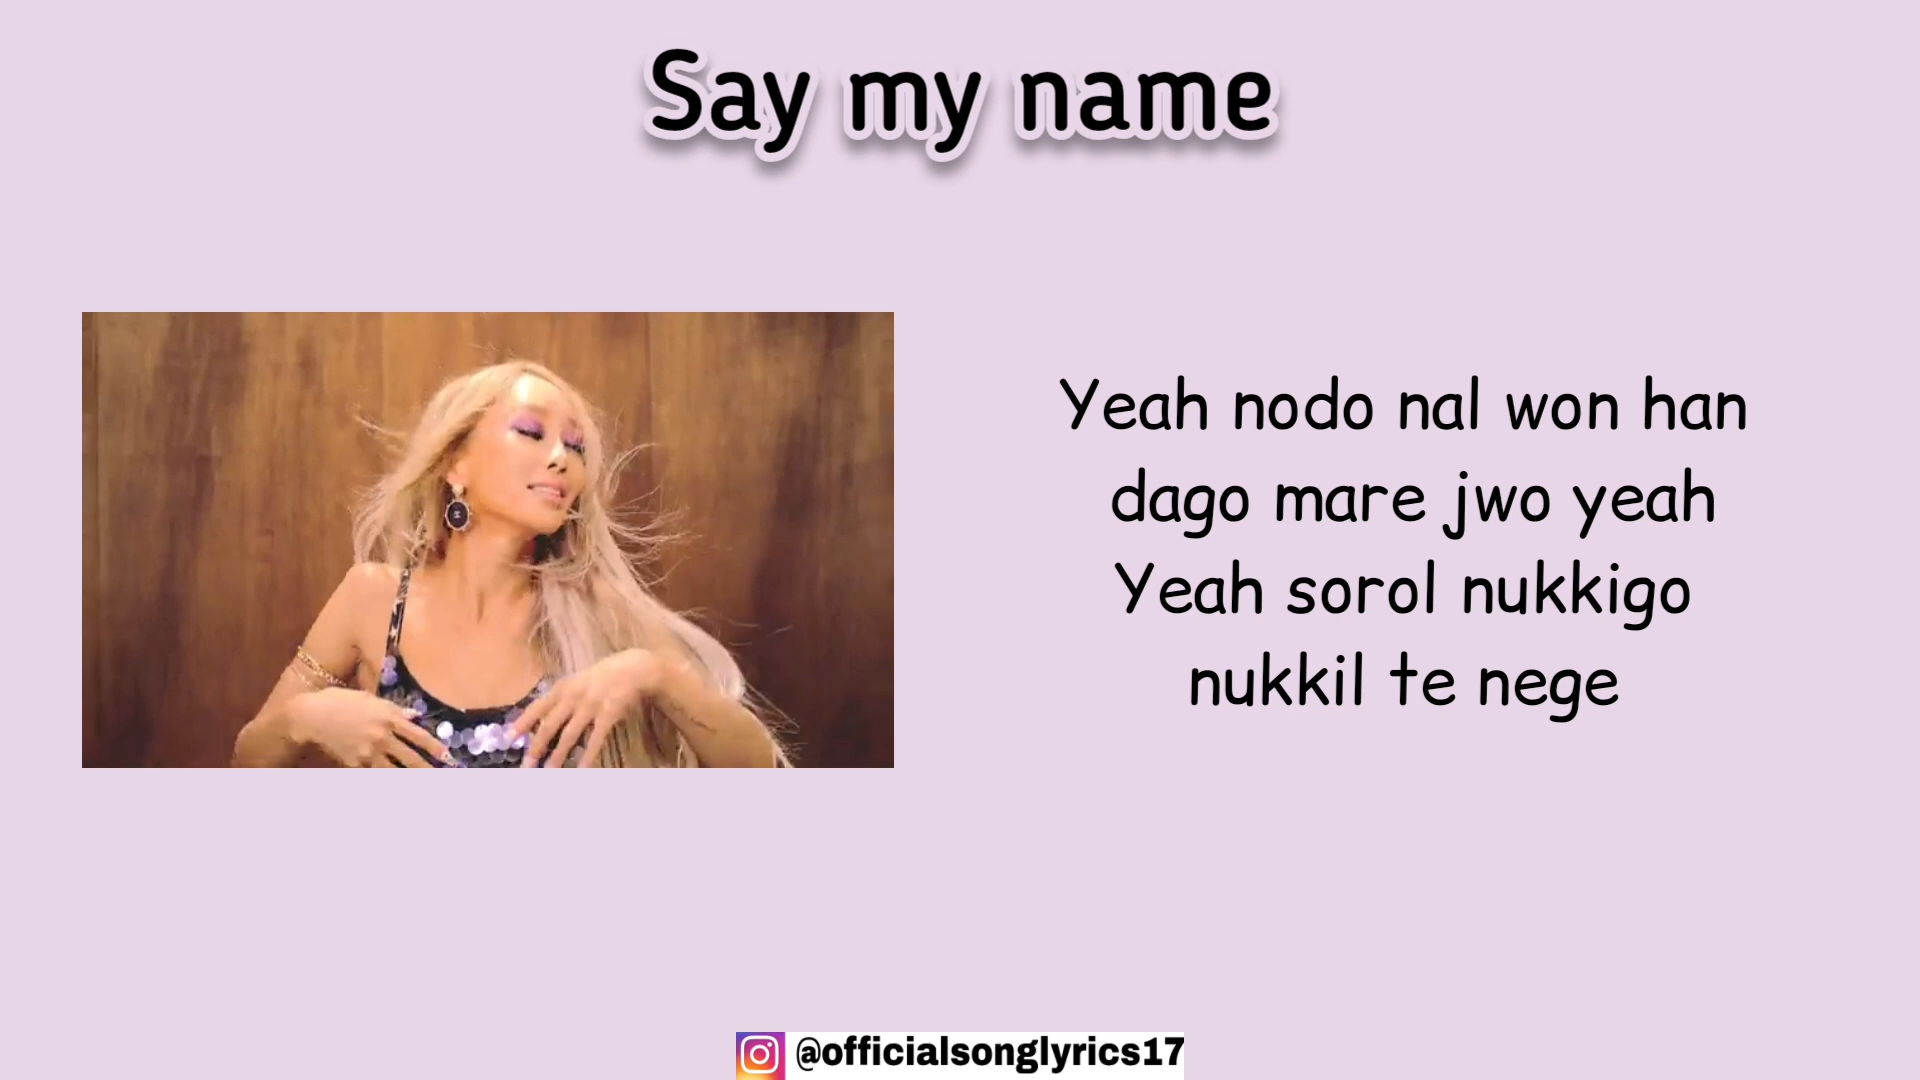 Say my name
Yeah nodo nal won han
dago mare jwo yeah
Yeah sorol nukkigo
nukkil te nege
@officialsonglyrics17